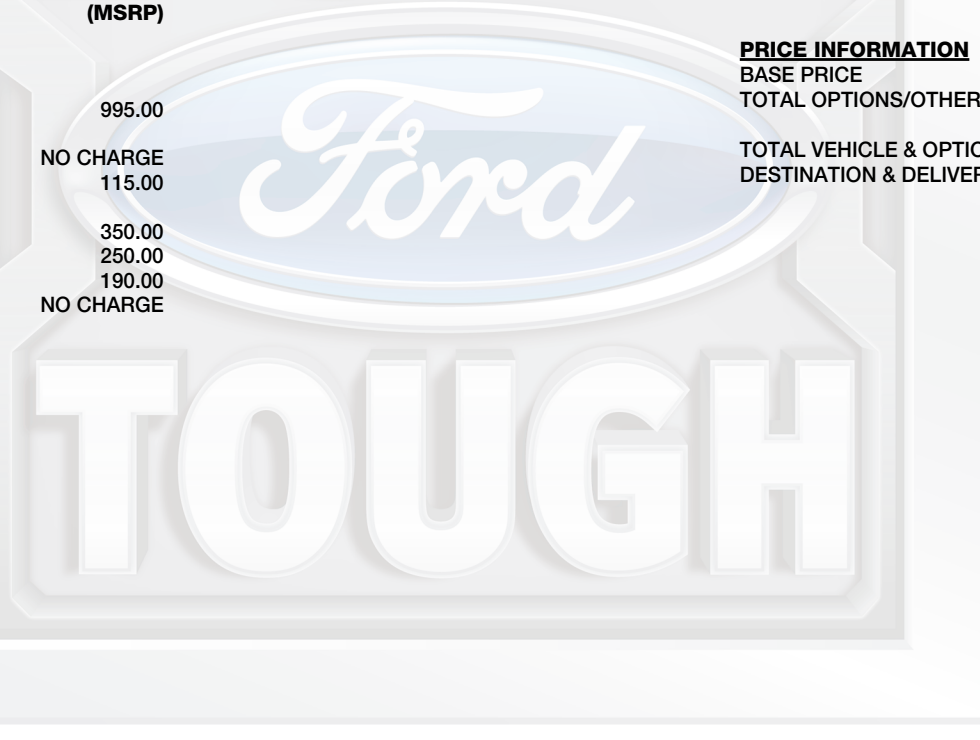 (MSRP)
995.00
NO CHARGE
115.00
350.00
250.00
190.00
NO CHARGE
PRICE INFORMATION
BASE PRICE
TOTAL OPTIONS/OTHER
TOTAL VEHICLE & OPTIO
DESTINATION & DELIVER
Ford
TOUGH